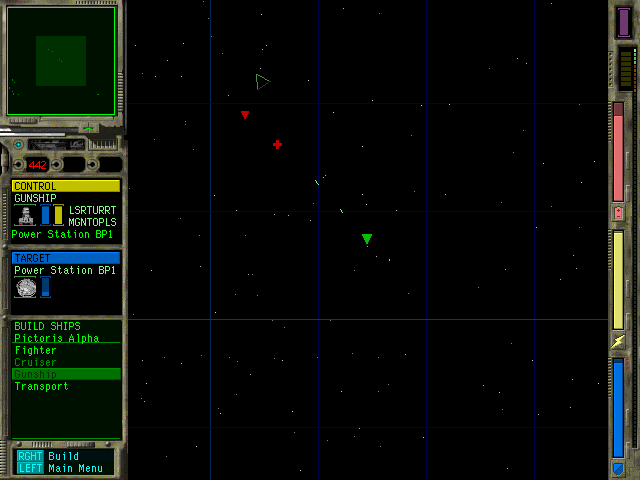 442
CONTROL
GUNSHIP
LSRTURRT
MGNTOPLS
Power Station BP1
TARGET
Power Station BP1
BUILD SHIPS
Pictoris Alpha
Fighter
Cruiser
Gunship
Transport
RGHT Build
LEFT Main Menu